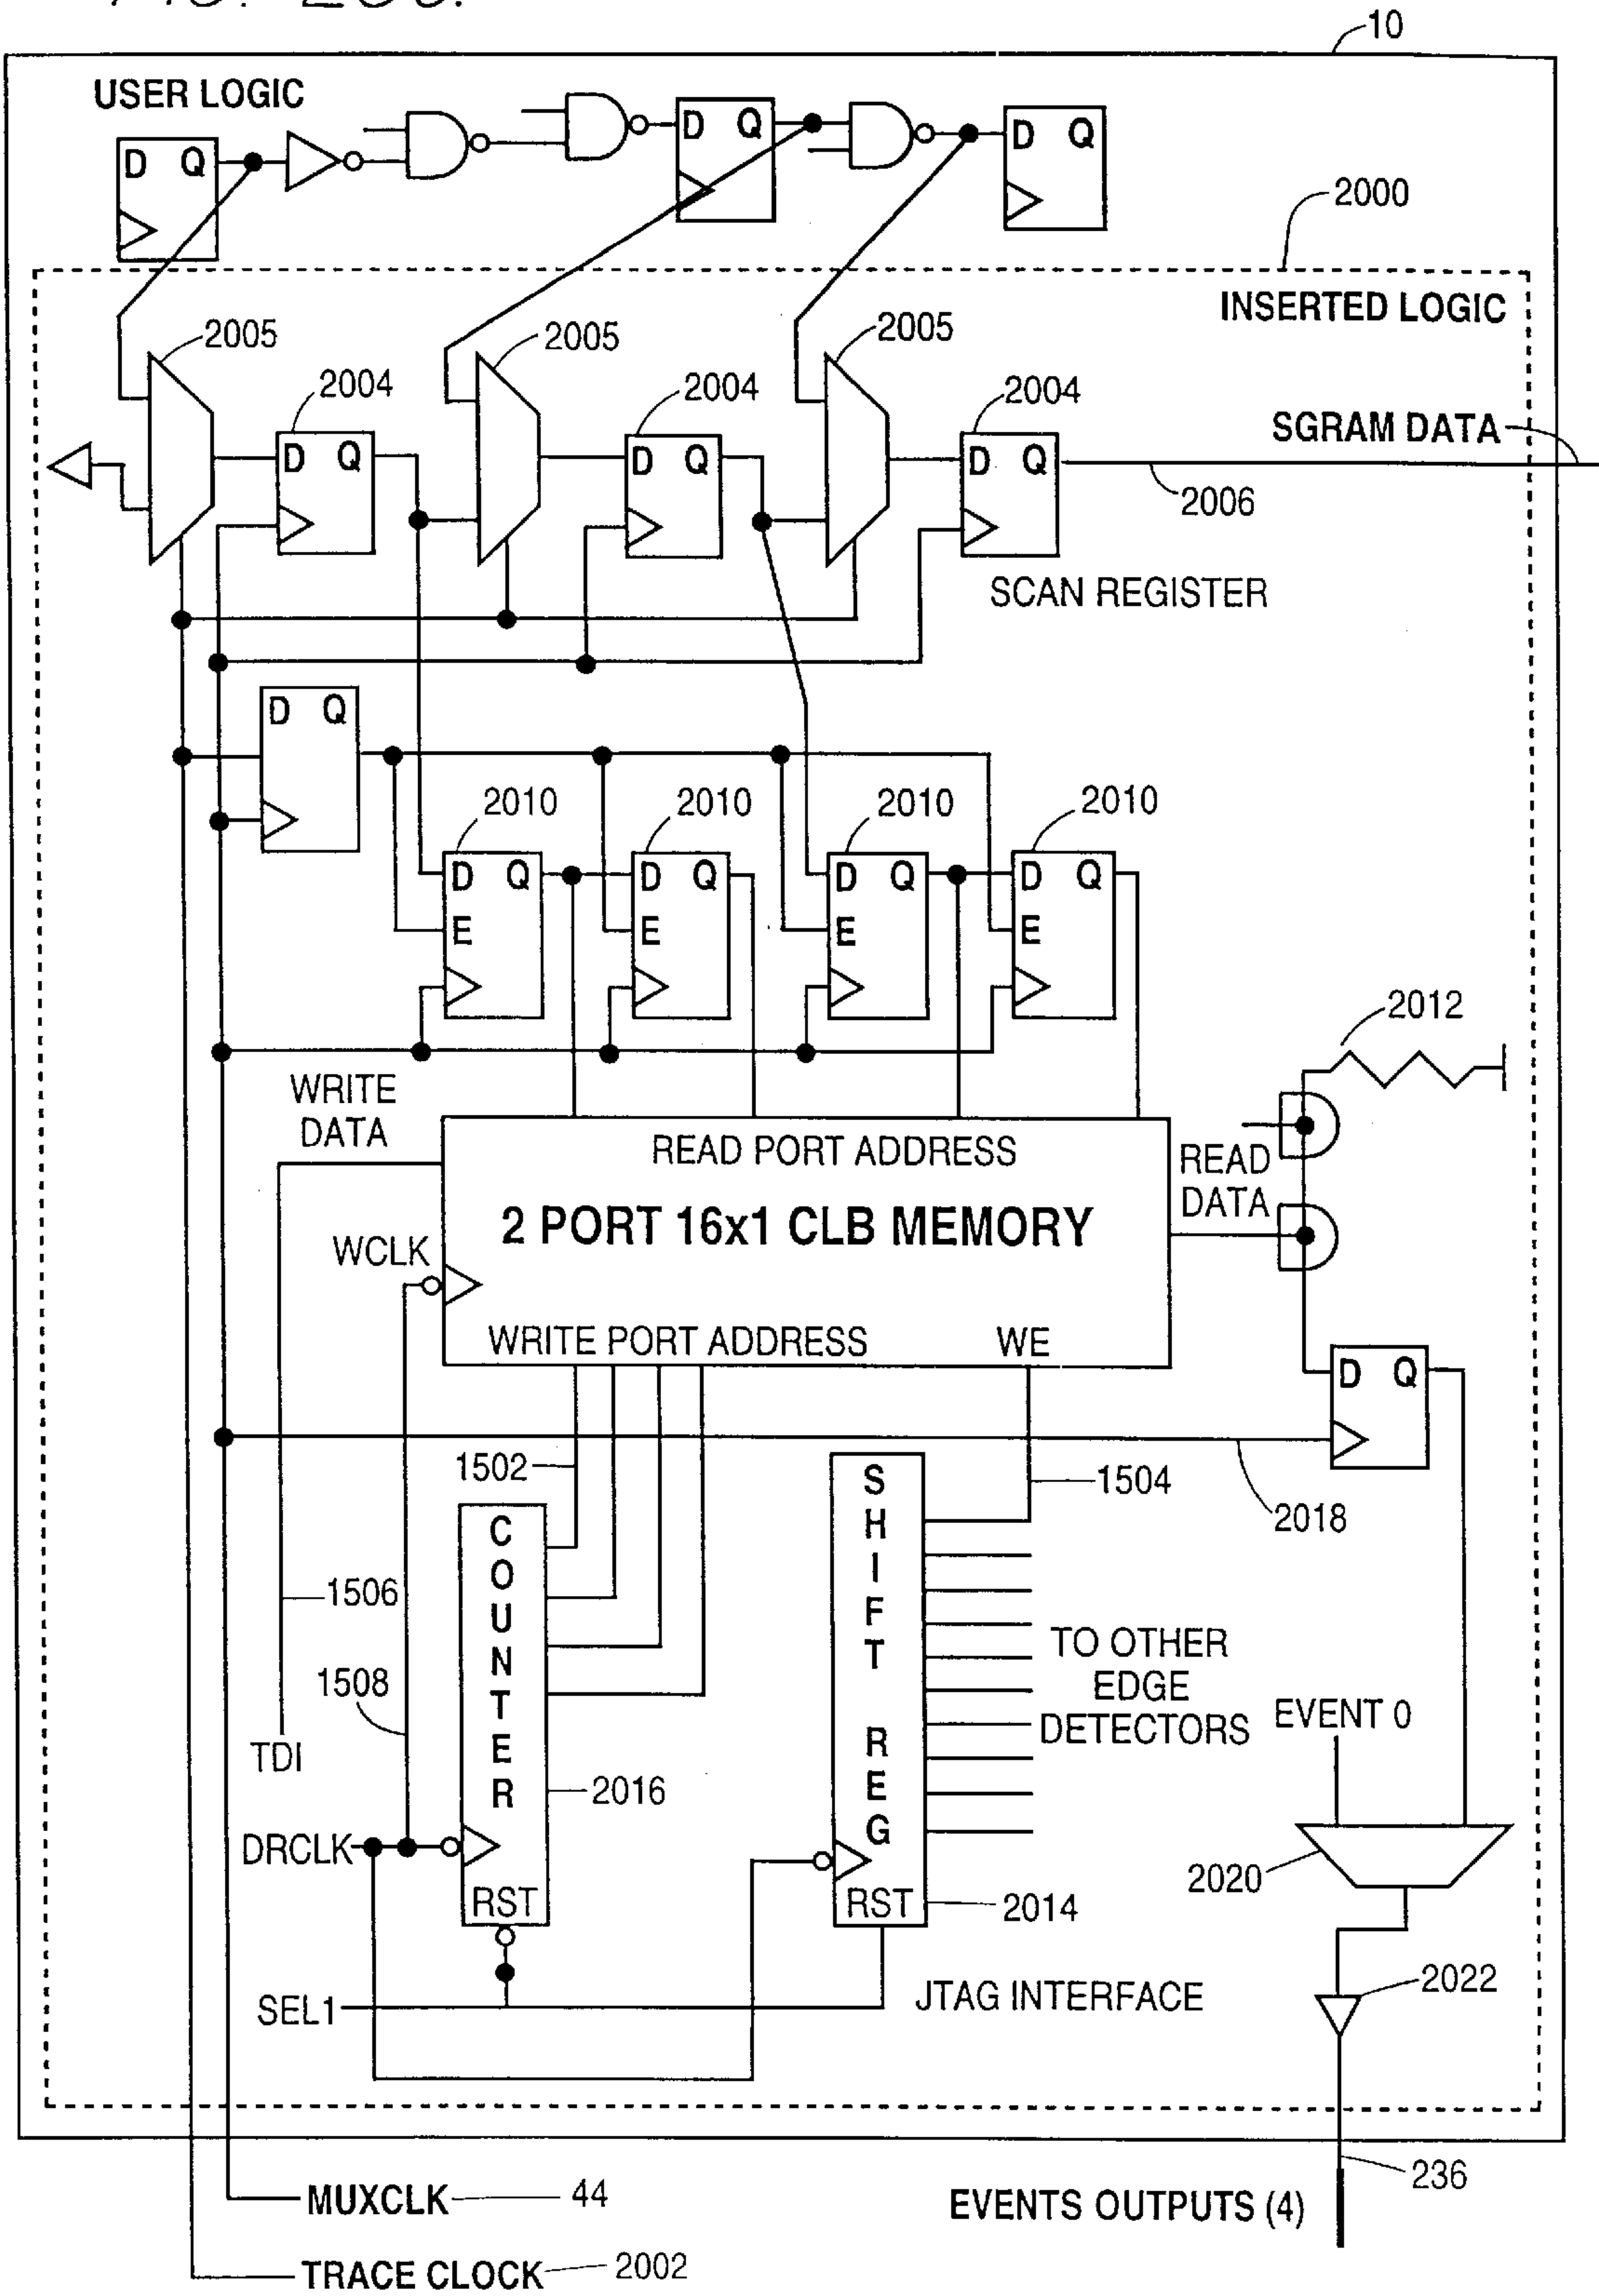 10
USER LOGIC
D Q
D Q
D Q
2000
INSERTED LOGIC
2005
2005
2005
2004
2004
2004
SGRAM DATA
D Q
D Q
D Q
2006
SCAN REGISTER
D Q
2010
2010
2010
2010
D Q
E
D Q
E
D Q
E
D Q
E
2012
WRITE
DATA
READ PORT ADDRESS
READ
DATA
2 PORT 16x1 CLB MEMORY
WCLK
WRITE PORT ADDRESS
WE
D Q
1502
1504
2018
COUNTER
SHIFT REG
1506
TO OTHER
EDGE
DETECTORS
1508
EVENT 0
TDI
2016
DRCLK
2020
RST
RST
2014
SEL1
JTAG INTERFACE
2022
236
MUXCLK
44
EVENTS OUTPUTS (4)
TRACE CLOCK
2002